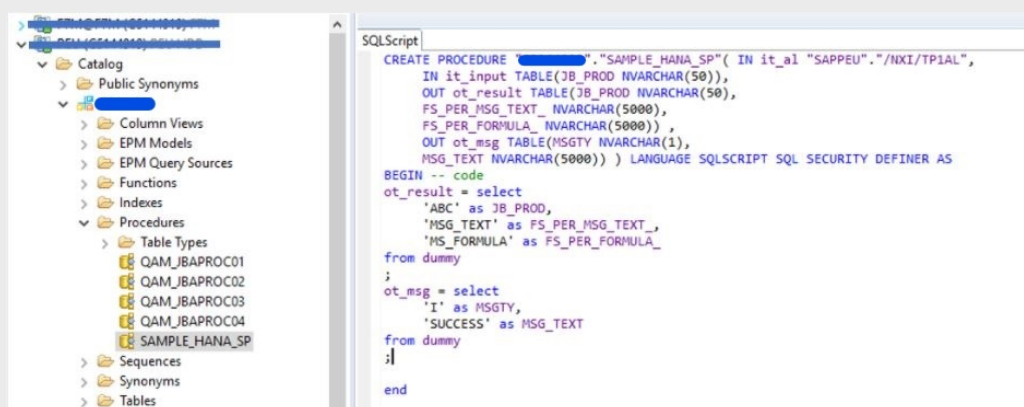 Catalog
Public Synonyms
Column Views
EPM Models
EPM Query Sources
Functions
Indexes
Procedures
Table Types
QAM_JBAPROC01
QAM_JBAPROC02
QAM_JBAPROC03
QAM_JBAPROC04
SAMPLE_HANA_SP
Sequences
Synonyms
Tables
SQLScript
CREATE PROCEDURE " "."SAMPLE_HANA_SP"( IN it_al "SAPPEU"."/NXI/TP1AL",
IN it_input TABLE(JB_PROD NVARCHAR(50)),
OUT ot_result TABLE(JB_PROD NVARCHAR(50),
FS_PER_MSG_TEXT_ NVARCHAR(5000),
FS_PER_FORMULA_ NVARCHAR(5000)) ,
OUT ot_msg TABLE(MSGTY NVARCHAR(1),
MSG_TEXT NVARCHAR(5000)) ) LANGUAGE SQLSCRIPT SQL SECURITY DEFINER AS
BEGIN -- code
ot_result = select
'ABC' as JB_PROD,
'MSG_TEXT' as FS_PER_MSG_TEXT_,
'MS_FORMULA' as FS_PER_FORMULA_
from dummy
;
ot_msg = select
'I' as MSGTY,
'SUCCESS' as MSG_TEXT
from dummy
;
end